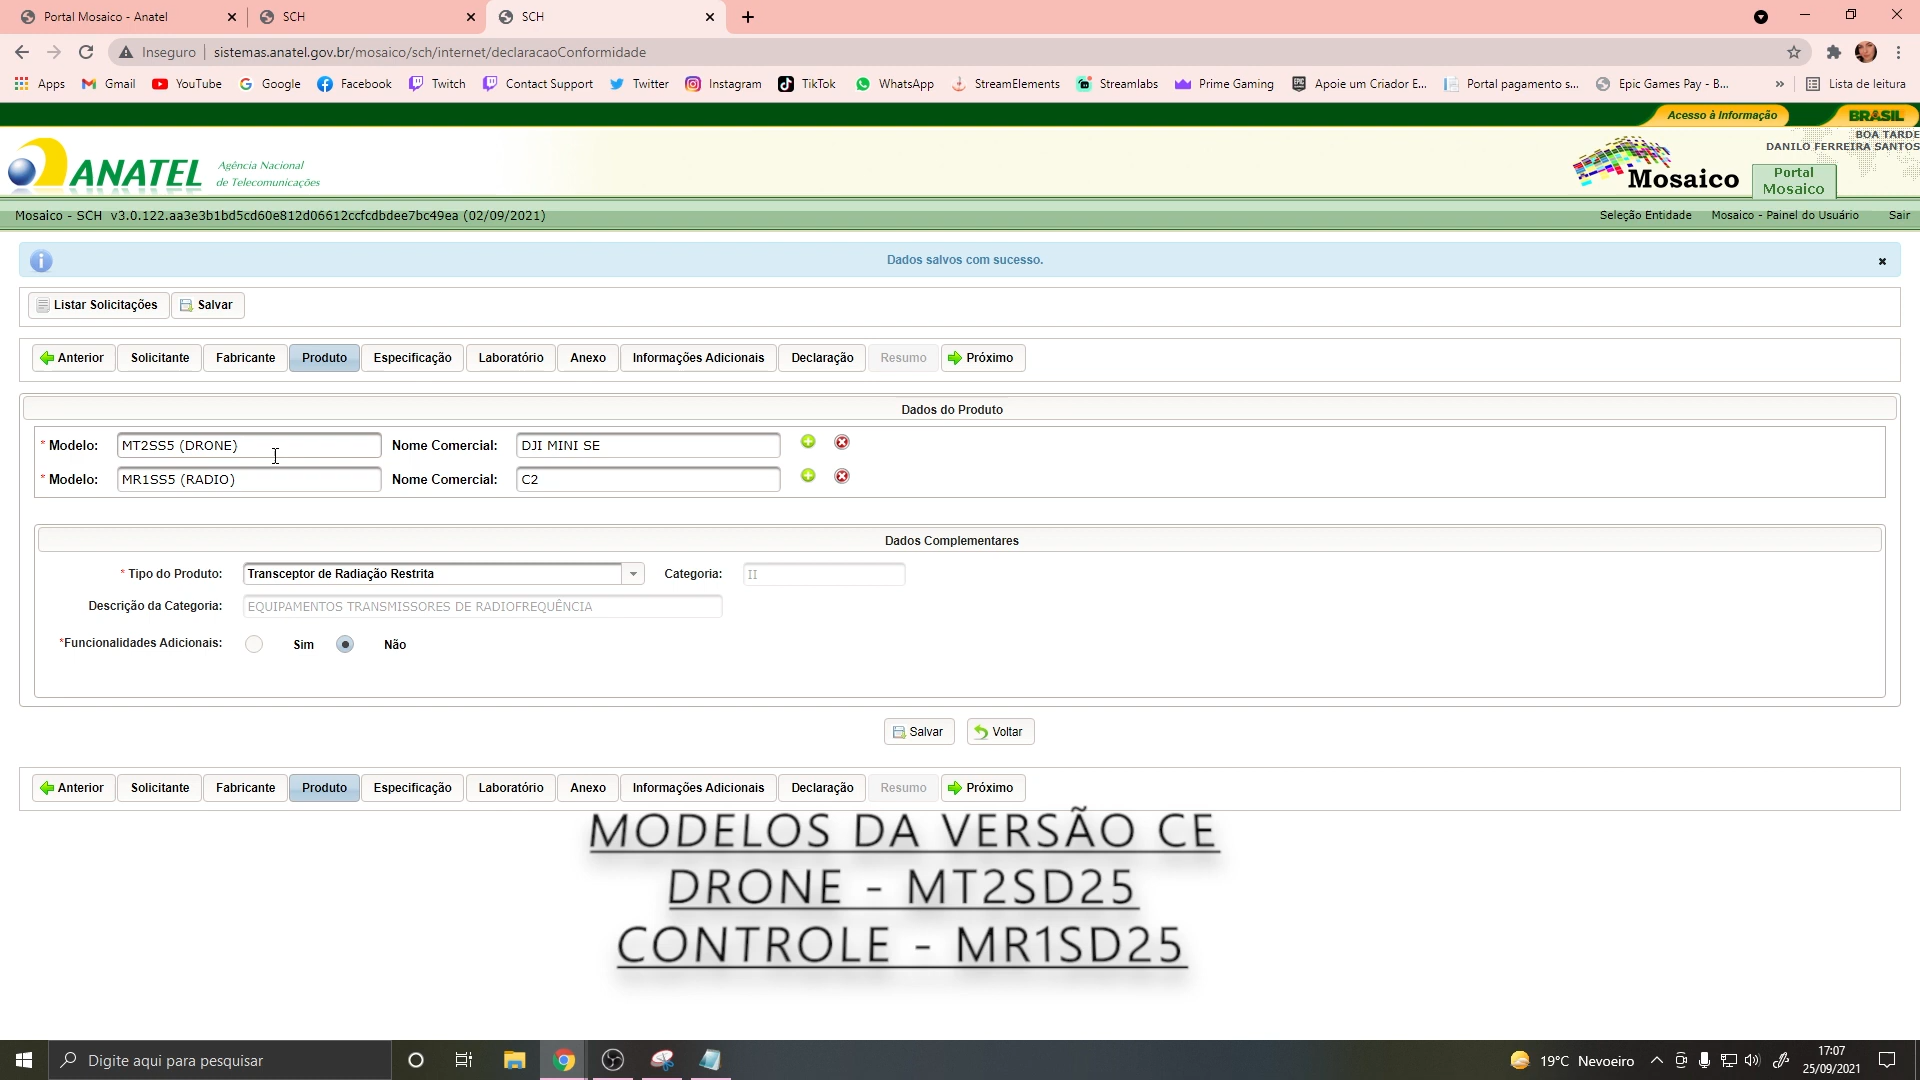 Portal Mosaico - Anatel
SCH
SCH
Inseguro
sistemas.anatel.gov.br/mosaico/sch/internet/declaracaoConformidade
Apps
Gmail
YouTube
Google
Facebook
Twitch
Contact Support
Twitter
Instagram
TikTok
WhatsApp
StreamElements
Streamlabs
Prime Gaming
Apoie um Criador E...
Portal pagamento s...
Epic Games Pay - B...
»
Lista de leitura
Acesso à Informação
BRASIL
BOA TARDE
DANILO FERREIRA SANTOS
ANATEL
Agência Nacional
de Telecomunicações
Mosaico
Portal
Mosaico
Mosaico - SCH v3.0.122.aa3e3b1bd5cd60e812d06612ccfcdbdee7bc49ea (02/09/2021)
Seleção Entidade
Mosaico - Painel do Usuário
Sair
Dados salvos com sucesso.
Listar Solicitações
Salvar
Anterior
Solicitante
Fabricante
Produto
Especificação
Laboratório
Anexo
Informações Adicionais
Declaração
Resumo
Próximo
Dados do Produto
* Modelo: MT2SS5 (DRONE) Nome Comercial: DJI MINI SE
* Modelo: MR1SS5 (RADIO) Nome Comercial: C2
Dados Complementares
* Tipo do Produto: Transceptor de Radiação Restrita Categoria: II
Descrição da Categoria: EQUIPAMENTOS TRANSMISSORES DE RADIOFREQUÊNCIA
*Funcionalidades Adicionais: Sim Não
Salvar
Voltar
Anterior
Solicitante
Fabricante
Produto
Especificação
Laboratório
Anexo
Informações Adicionais
Declaração
Resumo
Próximo
MODELOS DA VERSÃO CE
DRONE - MT2SD25
CONTROLE - MR1SD25
Digite aqui para pesquisar
19°C Nevoeiro
17:07
25/09/2021